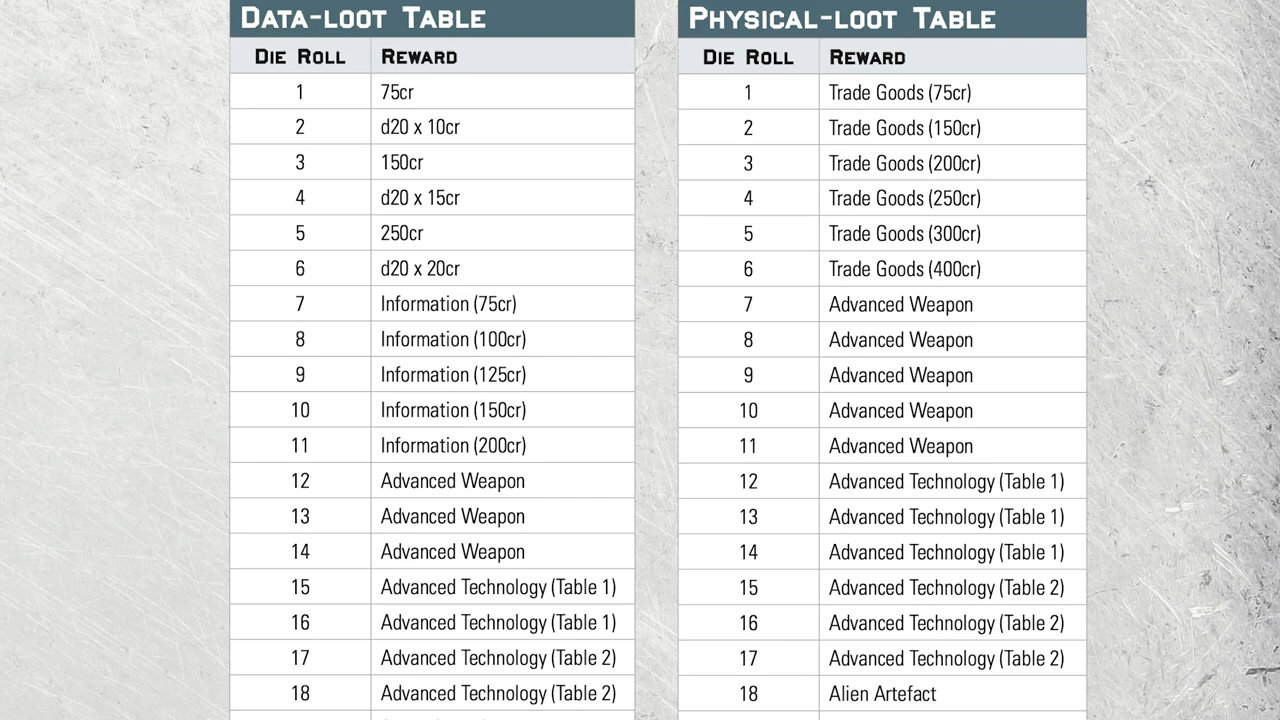 Data-loot Table
Die Roll Reward
1 75cr
2 d20 x 10cr
3 150cr
4 d20 x 15cr
5 250cr
6 d20 x 20cr
7 Information (75cr)
8 Information (100cr)
9 Information (125cr)
10 Information (150cr)
11 Information (200cr)
12 Advanced Weapon
13 Advanced Weapon
14 Advanced Weapon
15 Advanced Technology (Table 1)
16 Advanced Technology (Table 1)
17 Advanced Technology (Table 2)
18 Advanced Technology (Table 2)
Physical-loot Table
Die Roll Reward
1 Trade Goods (75cr)
2 Trade Goods (150cr)
3 Trade Goods (200cr)
4 Trade Goods (250cr)
5 Trade Goods (300cr)
6 Trade Goods (400cr)
7 Advanced Weapon
8 Advanced Weapon
9 Advanced Weapon
10 Advanced Weapon
11 Advanced Weapon
12 Advanced Technology (Table 1)
13 Advanced Technology (Table 1)
14 Advanced Technology (Table 1)
15 Advanced Technology (Table 2)
16 Advanced Technology (Table 2)
17 Advanced Technology (Table 2)
18 Alien Artefact